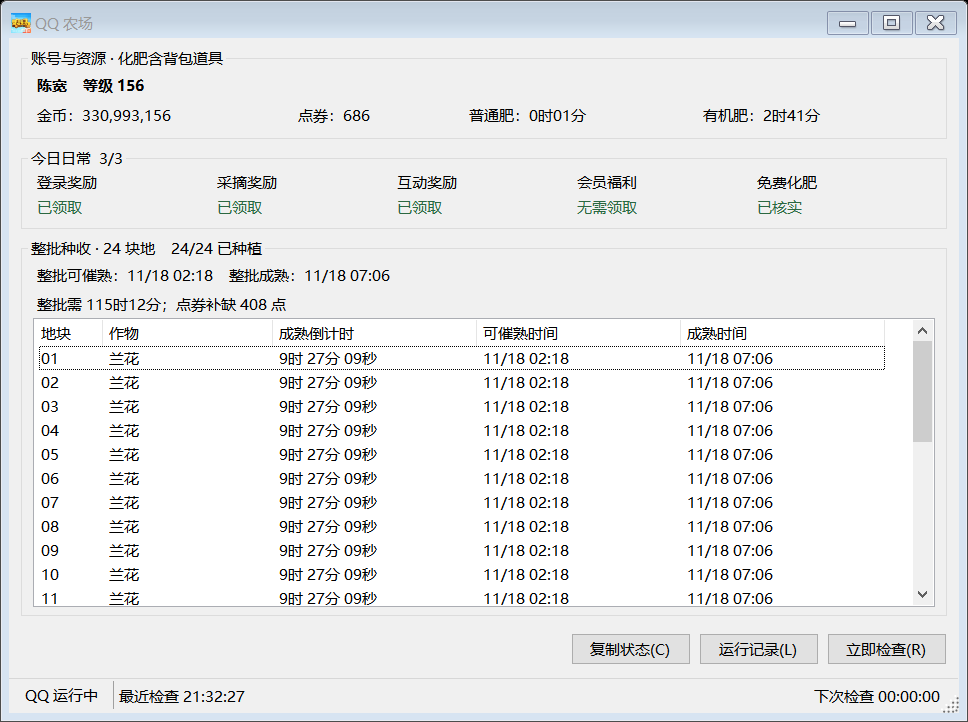 QQ 农场
账号与资源 · 化肥含背包道具
陈宽 等级 156
金币：330,993,156 点券：686 普通肥：0时01分 有机肥：2时41分
今日日常 3/3
登录奖励 采摘奖励 互动奖励 会员福利 免费化肥
已领取 已领取 已领取 无需领取 已核实
整批种收 · 24 块地 24/24 已种植
整批可催熟：11/18 02:18 整批成熟：11/18 07:06
整批需 115时12分；点券补缺 408 点
地块 作物 成熟倒计时 可催熟时间 成熟时间
01 兰花 9时 27分 09秒 11/18 02:18 11/18 07:06
02 兰花 9时 27分 09秒 11/18 02:18 11/18 07:06
03 兰花 9时 27分 09秒 11/18 02:18 11/18 07:06
04 兰花 9时 27分 09秒 11/18 02:18 11/18 07:06
05 兰花 9时 27分 09秒 11/18 02:18 11/18 07:06
06 兰花 9时 27分 09秒 11/18 02:18 11/18 07:06
07 兰花 9时 27分 09秒 11/18 02:18 11/18 07:06
08 兰花 9时 27分 09秒 11/18 02:18 11/18 07:06
09 兰花 9时 27分 09秒 11/18 02:18 11/18 07:06
10 兰花 9时 27分 09秒 11/18 02:18 11/18 07:06
11 兰花 9时 27分 09秒 11/18 02:18 11/18 07:06
复制状态(C) 运行记录(L) 立即检查(R)
QQ 运行中 最近检查 21:32:27 下次检查 00:00:00